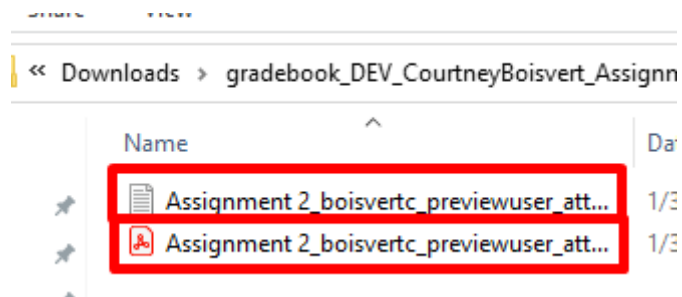 Share View
« Downloads > gradebook_DEV_CourtneyBoisvert_Assignm
Name Da
Assignment 2_boisvertc_previewuser_att... 1/3
Assignment 2_boisvertc_previewuser_att... 1/3